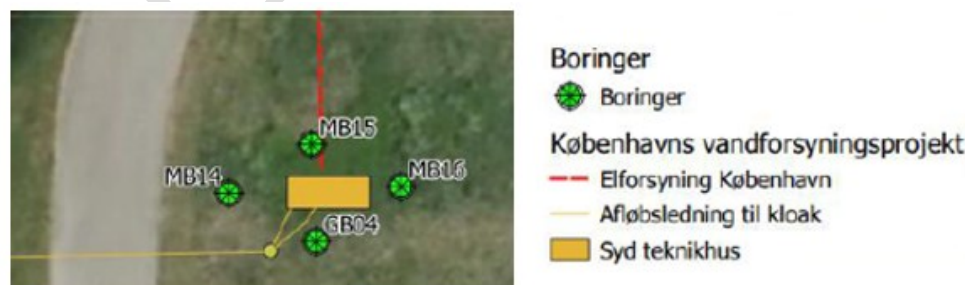 MB15
MB14
MB16
GB04
Boringer
Boringer
Københavns vandforsyningsprojekt
Elforsyning København
Afløbsledning til kloak
Syd teknikhus